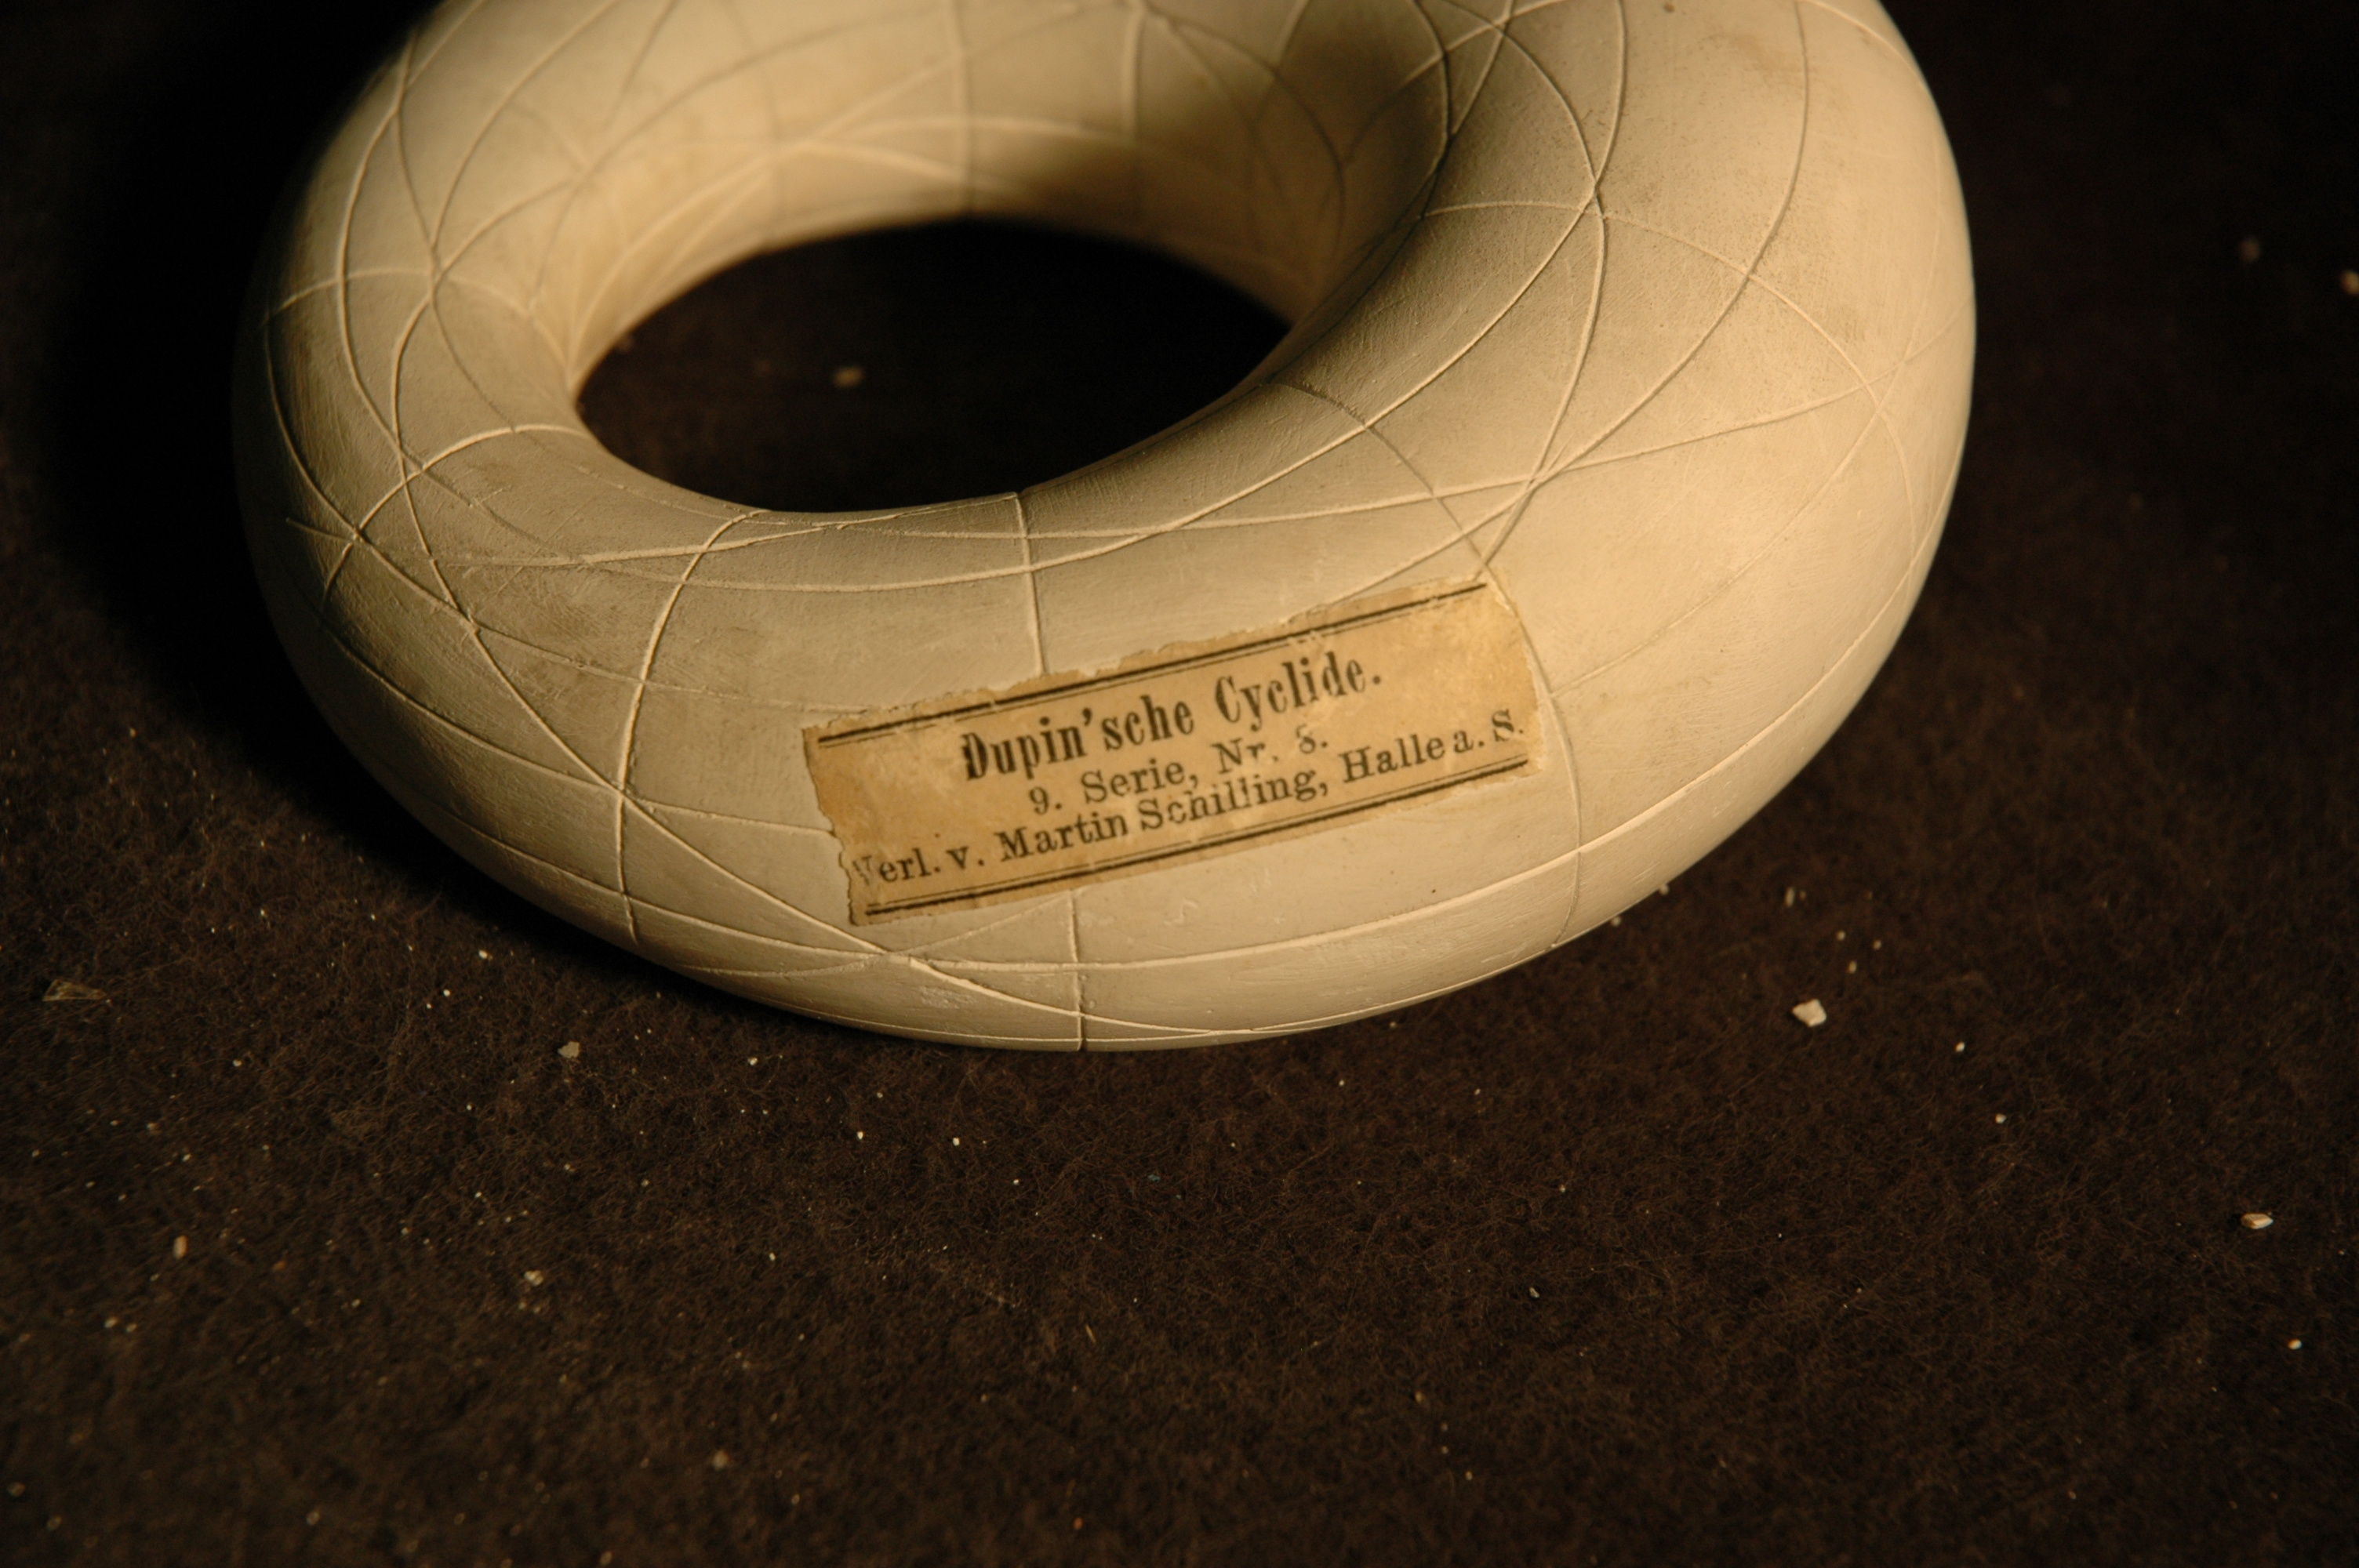 Dupin'sche Cyclide.
9. Serie, Nr. 8.
Verl. v. Martin Schilling, Halle a. S.